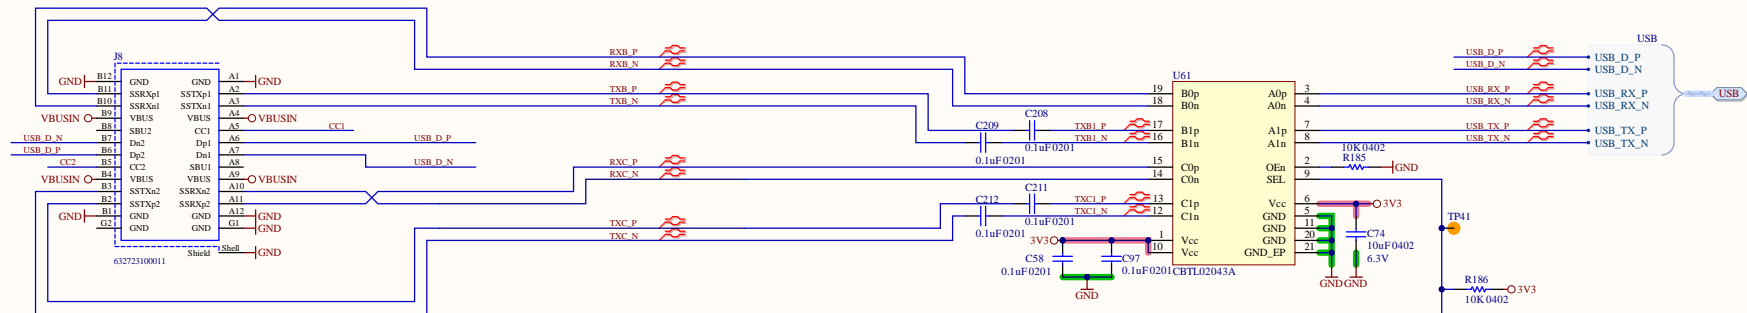 RXB_P
RXB_N
USB
USB_D_P
USB_D_N
USB_D_P
USB_D_N
J8
U61
GND B12 GND GND A1 GND
B11 SSRXp1 SSTXp1 A2
B10 SSRXn1 SSTXn1 A3
VBUSIN B9 VBUS VBUS A4 VBUSIN
B8 SBU2 CC1 A5 CC1
USB_D_N B7 Dn2 Dp1 A6 USB_D_P
USB_D_P B6 Dp2 Dn1 A7
CC2 B5 CC2 SBU1 A8 USB_D_N
VBUSIN B4 VBUS VBUS A9 VBUSIN
B3 SSTXn2 SSRXn2 A10
B2 SSTXp2 SSRXp2 A11
GND B1 GND GND A12 GND
G2 GND GND G1 GND
Shield Shell GND
632723100011
TXB_P
TXB_N
RXC_P
RXC_N
TXC_P
TXC_N
C208
C209
0.1uF0201
0.1uF0201
TXB1_P
TXB1_N
C211
C212
0.1uF0201
0.1uF0201
TXC1_P
TXC1_N
3V3
C58
0.1uF0201
C97
0.1uF0201
GND
19 B0p A0p 3
18 B0n A0n 4
17 B1p A1p 7
16 B1n A1n 8
15 C0p OEn 2
14 C0n SEL 9
13 C1p Vcc 6
12 C1n GND 5
GND 11
1 Vcc GND 20
10 Vcc GND_EP 21
CBTL02043A
USB_RX_P
USB_RX_N
USB_TX_P
USB_TX_N
USB_RX_P
USB_RX_N
USB_TX_P
USB_TX_N
USB
10K0402
R185
GND
3V3
C74
10uF0402
6.3V
GND GND
TP41
R186
10K0402
3V3